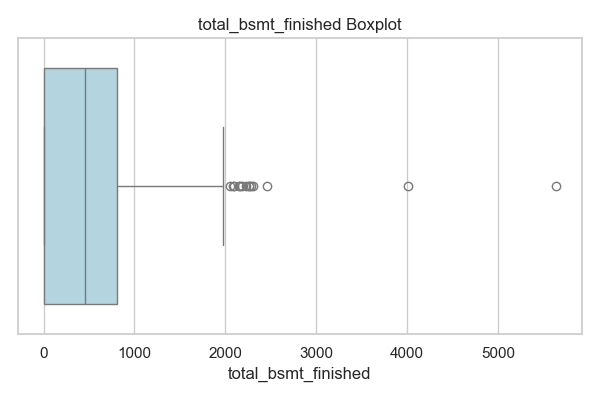 total_bsmt_finished Boxplot
0 1000 2000 3000 4000 5000
total_bsmt_finished